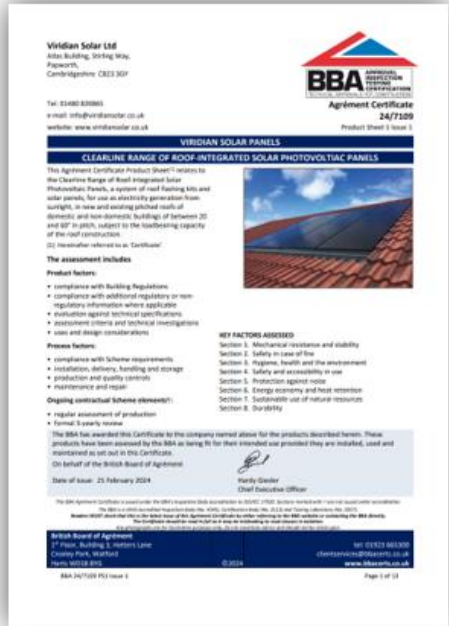 Viridian Solar Ltd
Atlas Building, Stirling Way,
Papworth,
Cambridgeshire CB23 3GY
Tel: 01480 820865
e-mail: info@viridiansolar.co.uk
website: www.viridiansolar.co.uk
BBA
APPROVAL
INSPECTION
TESTING
CERTIFICATION
TECHNICAL APPROVALS FOR CONSTRUCTION
Agrément Certificate
24/7109
Product Sheet 1 Issue 1
VIRIDIAN SOLAR PANELS
CLEARLINE RANGE OF ROOF-INTEGRATED SOLAR PHOTOVOLTIAC PANELS
This Agrément Certificate Product Sheet(1) relates to
the Clearline Range of Roof-Integrated Solar
Photovoltaic Panels, a system of roof flashing kits and
solar panels, for use as electricity generation from
sunlight, in new and existing pitched roofs of
domestic and non-domestic buildings of between 20
and 60° in pitch, subject to the loadbearing capacity
of the roof construction.
(1) Hereinafter referred to as 'Certificate'.
The assessment includes
Product factors:
• compliance with Building Regulations
• compliance with additional regulatory or non-
regulatory information where applicable
• evaluation against technical specifications
• assessment criteria and technical investigations
• uses and design considerations
Process factors:
• compliance with Scheme requirements
• installation, delivery, handling and storage
• production and quality controls
• maintenance and repair
Ongoing contractual Scheme elements†:
• regular assessment of production
• formal 3-yearly review
KEY FACTORS ASSESSED
Section 1. Mechanical resistance and stability
Section 2. Safety in case of fire
Section 3. Hygiene, health and the environment
Section 4. Safety and accessibility in use
Section 5. Protection against noise
Section 6. Energy economy and heat retention
Section 7. Sustainable use of natural resources
Section 8. Durability
The BBA has awarded this Certificate to the company named above for the products described herein. These
products have been assessed by the BBA as being fit for their intended use provided they are installed, used and
maintained as set out in this Certificate.
On behalf of the British Board of Agrément
Date of issue: 21 February 2024
Hardy Giesler
Chief Executive Officer
British Board of Agrément
1st Floor, Building 3, Hatters Lane
Croxley Park, Watford
Herts WD18 8YG
©2024
tel: 01923 665300
clientservices@bbacerts.co.uk
www.bbacerts.co.uk
BBA 24/7109 PS1 Issue 1
Page 1 of 13